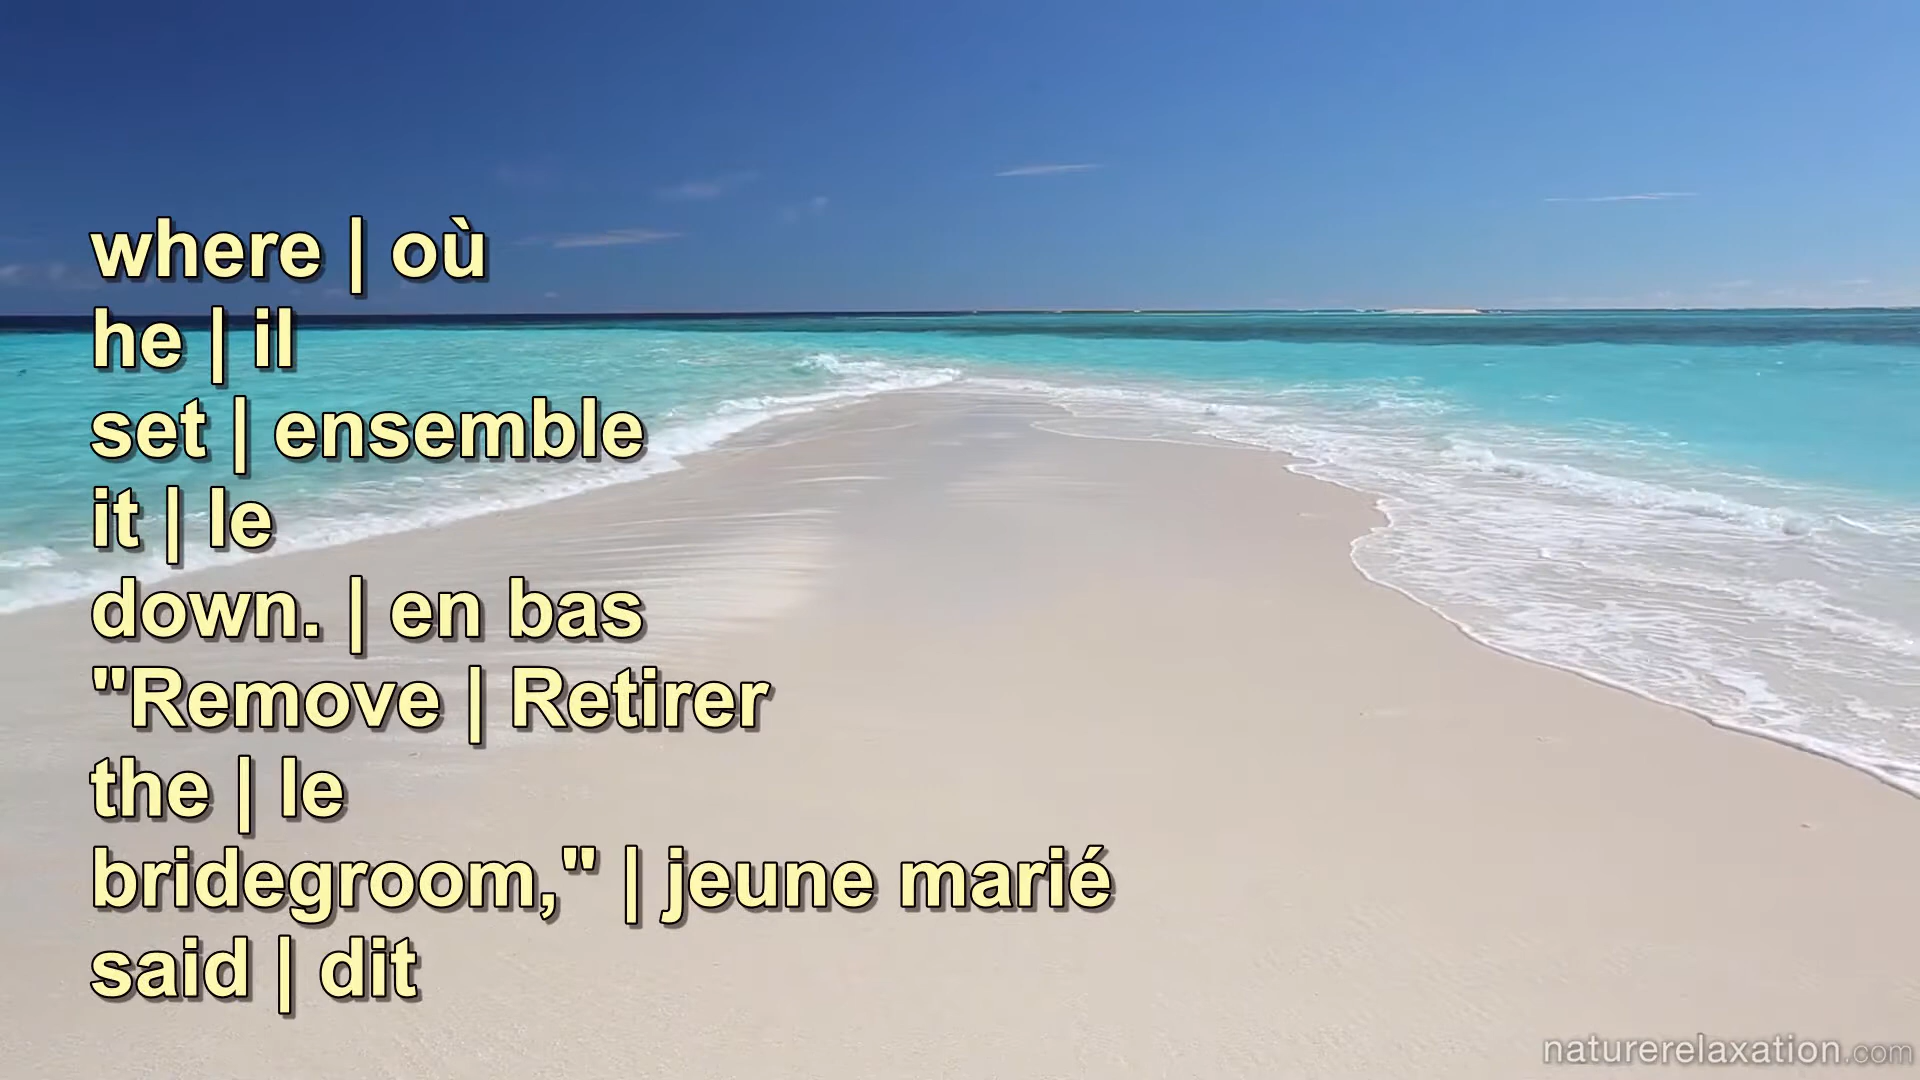 where | où
he | il
set | ensemble
it | le
down. | en bas
"Remove | Retirer
the | le
bridegroom," | jeune marié
said | dit
naturerelaxation.com